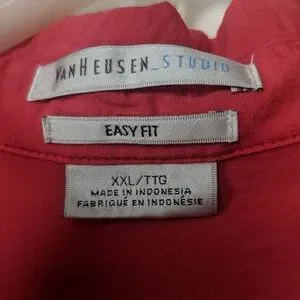 VANHEUSEN_STUDIO
EASY FIT
XXL/TTG
MADE IN INDONESIA
FABRIQUÉ EN INDONÉSIE